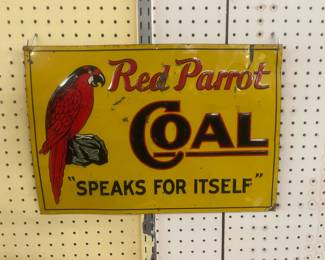 Red Parrot
COAL
"SPEAKS FOR ITSELF"